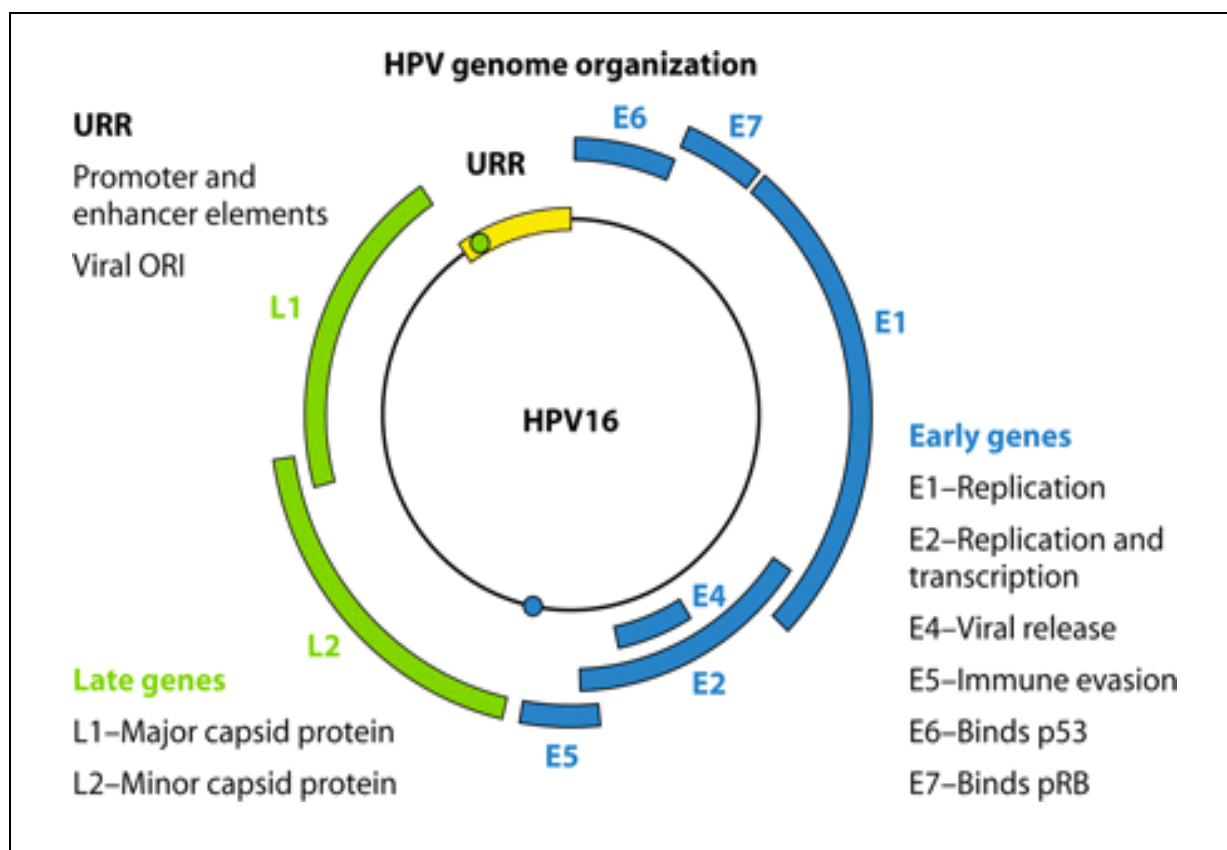 HPV genome organization
URR
Promoter and
enhancer elements
Viral ORI
URR
E6
E7
L1
E1
HPV16
E4
L2
E2
E5
Early genes
E1–Replication
E2–Replication and
transcription
E4–Viral release
E5–Immune evasion
E6–Binds p53
E7–Binds pRB
Late genes
L1–Major capsid protein
L2–Minor capsid protein